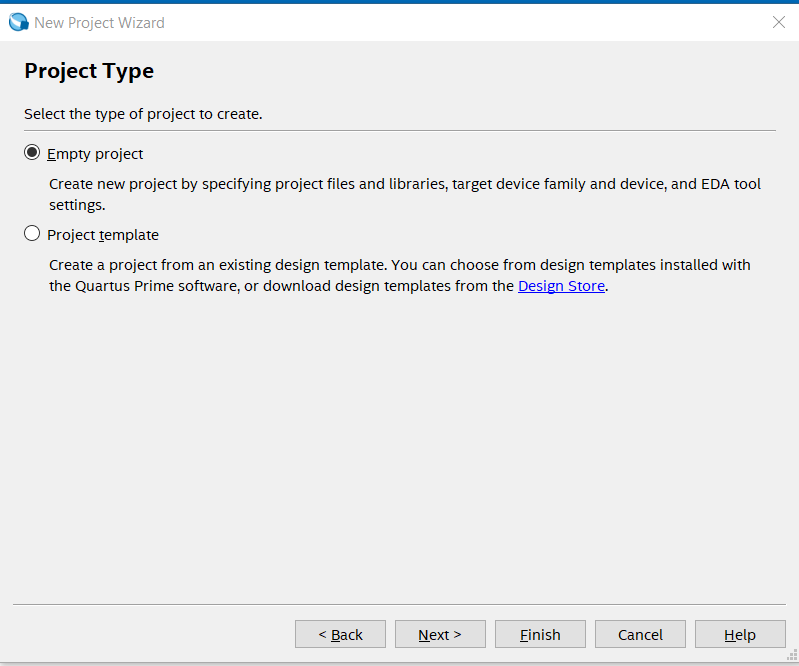 New Project Wizard
Project Type
Select the type of project to create.
Empty project
Create new project by specifying project files and libraries, target device family and device, and EDA tool
settings.
Project template
Create a project from an existing design template. You can choose from design templates installed with
the Quartus Prime software, or download design templates from the Design Store.
< Back Next > Finish Cancel Help